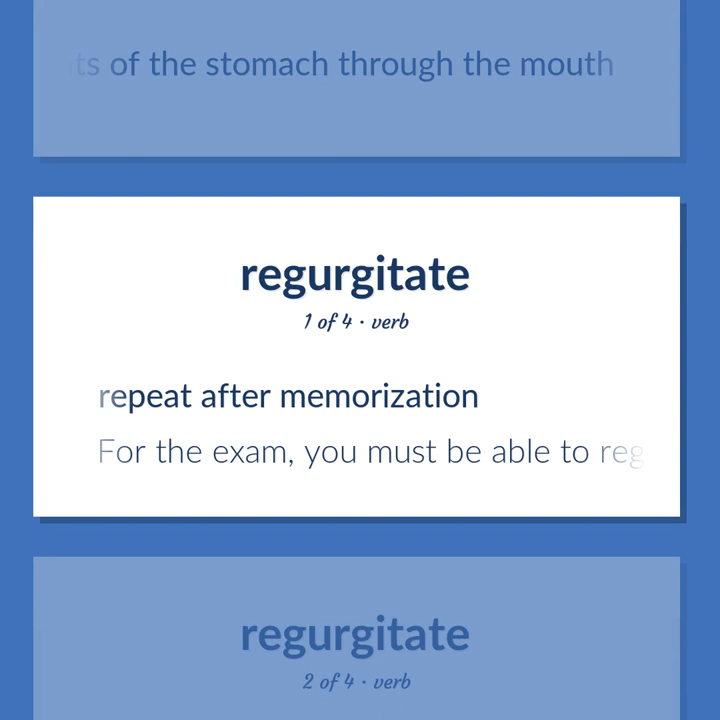 of the stomach through the mouth
regurgitate
1 of 4 · verb
repeat after memorization
For the exam, you must be able to reg
regurgitate
2 of 4 · verb